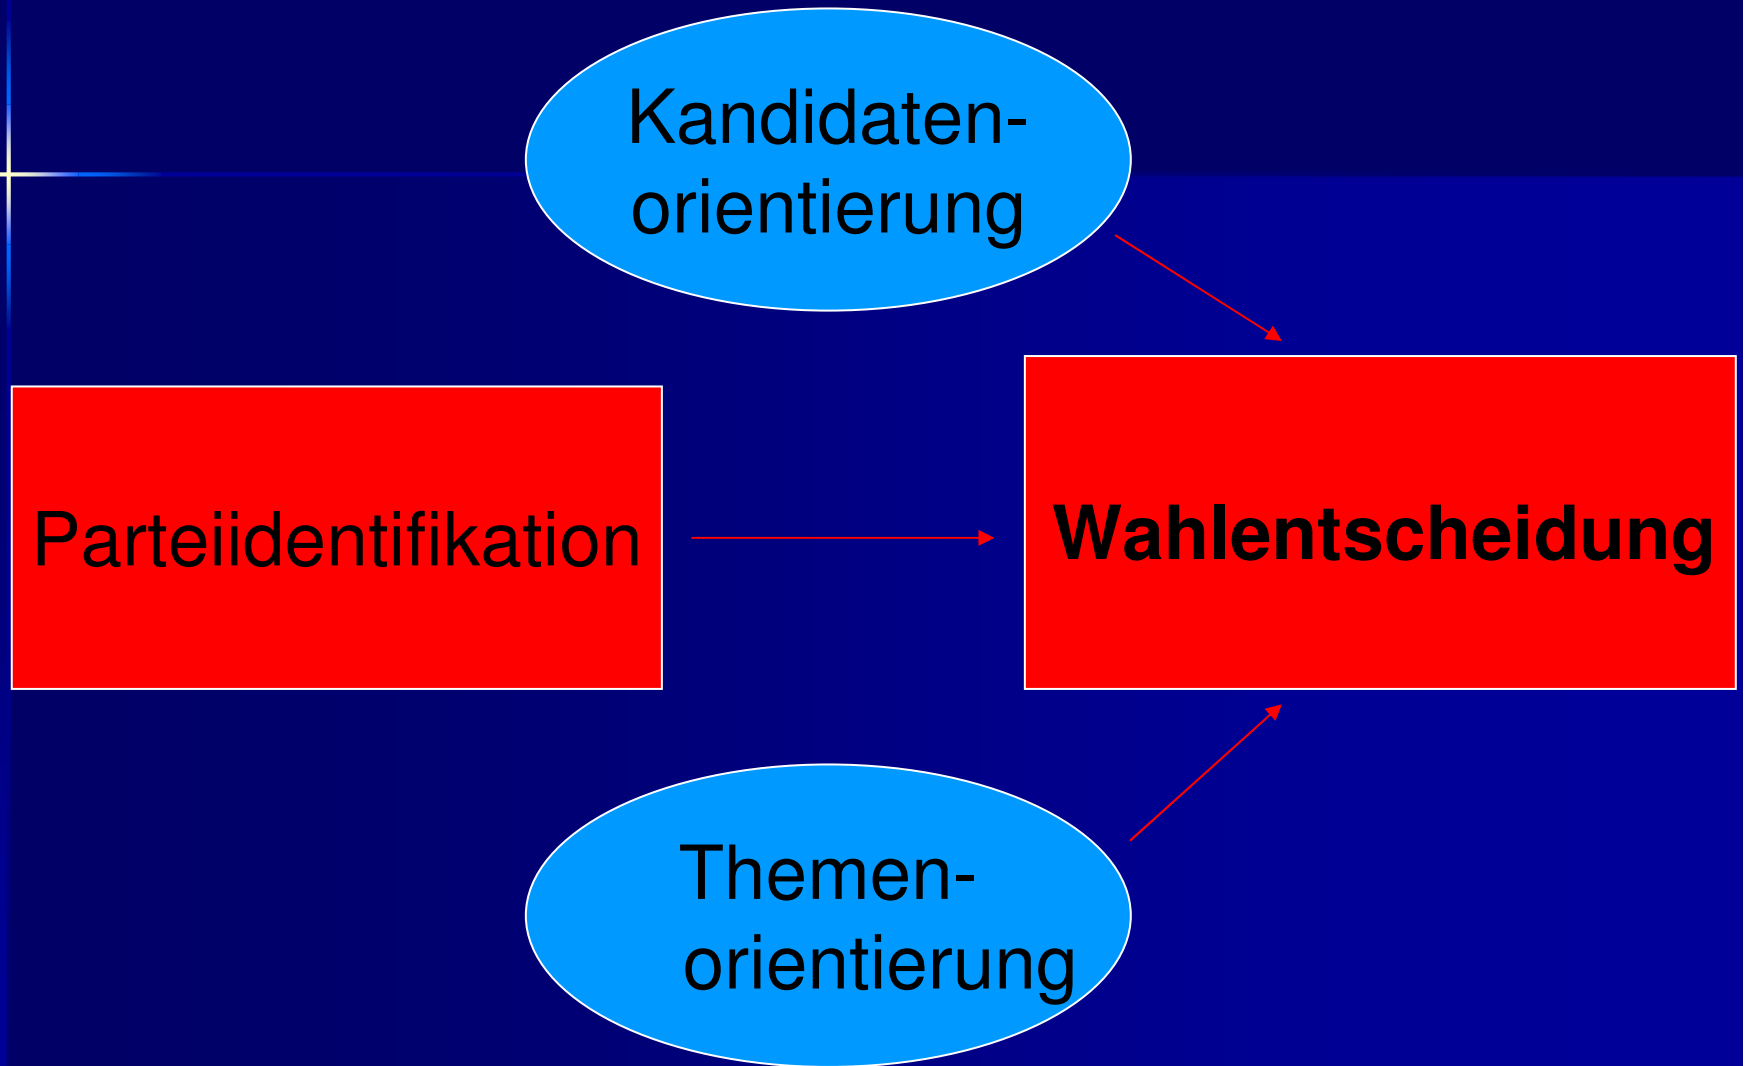 Kandidaten-
orientierung
Parteiidentifikation
Wahlentscheidung
Themen-
orientierung